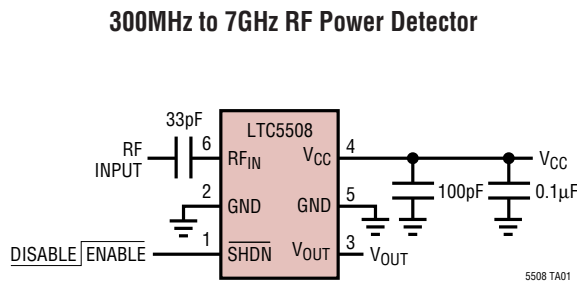 300MHz to 7GHz RF Power Detector
33pF
LTC5508
RF
INPUT
6
RFIN
VCC
4
VCC
2
GND
GND
5
100pF
0.1µF
DISABLE ENABLE
1
SHDN
VOUT
3
VOUT
5508 TA01